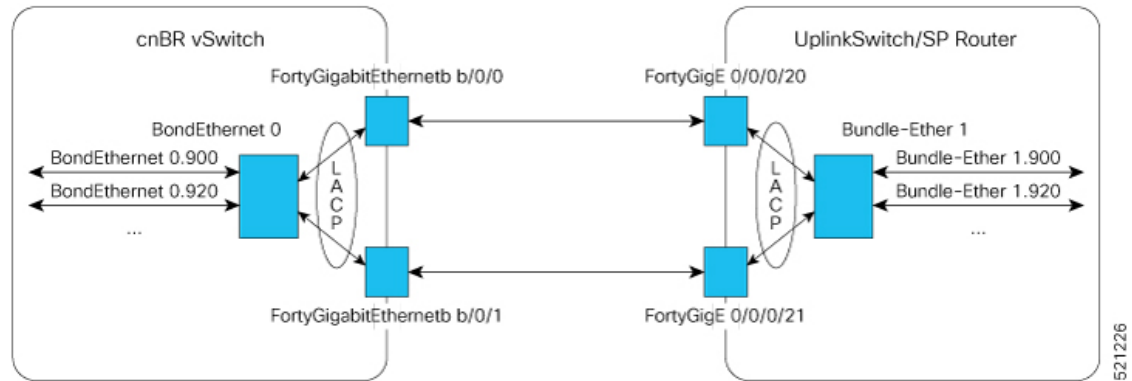 cnBR vSwitch
UplinkSwitch/SP Router
FortyGigabitEthernetb b/0/0
FortyGigE 0/0/0/20
BondEthernet 0
Bundle-Ether 1
BondEthernet 0.900
Bundle-Ether 1.900
BondEthernet 0.920
Bundle-Ether 1.920
...
...
LACP
LACP
FortyGigabitEthernetb b/0/1
FortyGigE 0/0/0/21
521226